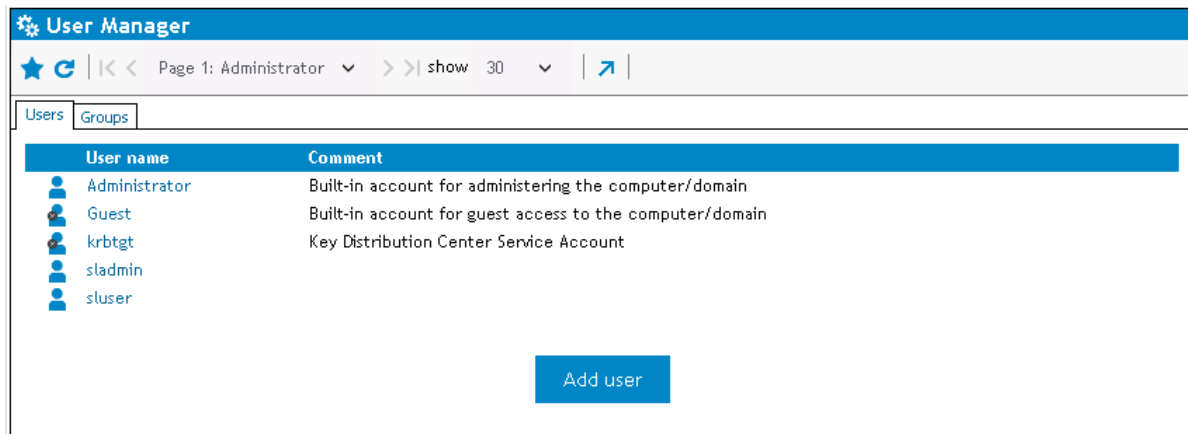 User Manager
Page 1: Administrator show 30
Users Groups
User name Comment
Administrator Built-in account for administering the computer/domain
Guest Built-in account for guest access to the computer/domain
krbtgt Key Distribution Center Service Account
sladmin
sluser
Add user